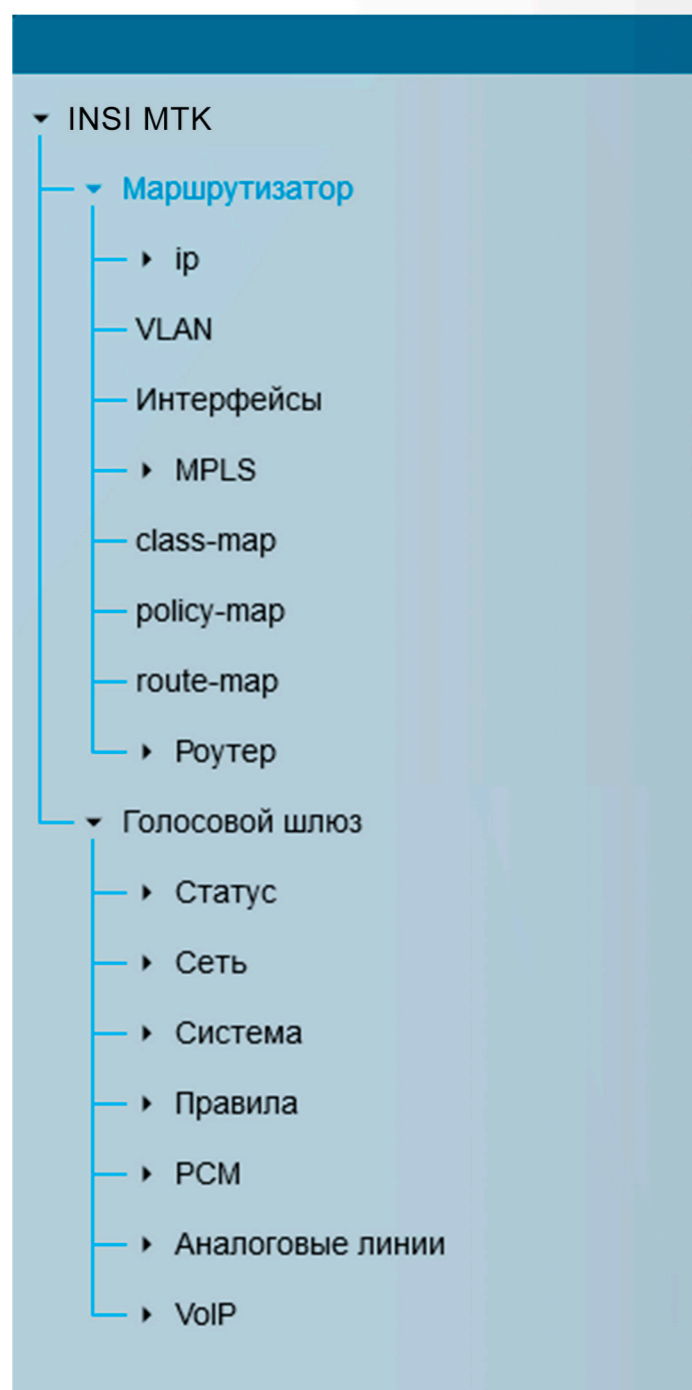 INSI MTK
Маршрутизатор
ip
VLAN
Интерфейсы
MPLS
class-map
policy-map
route-map
Роутер
Голосовой шлюз
Статус
Сеть
Система
Правила
PCM
Аналоговые линии
VoIP